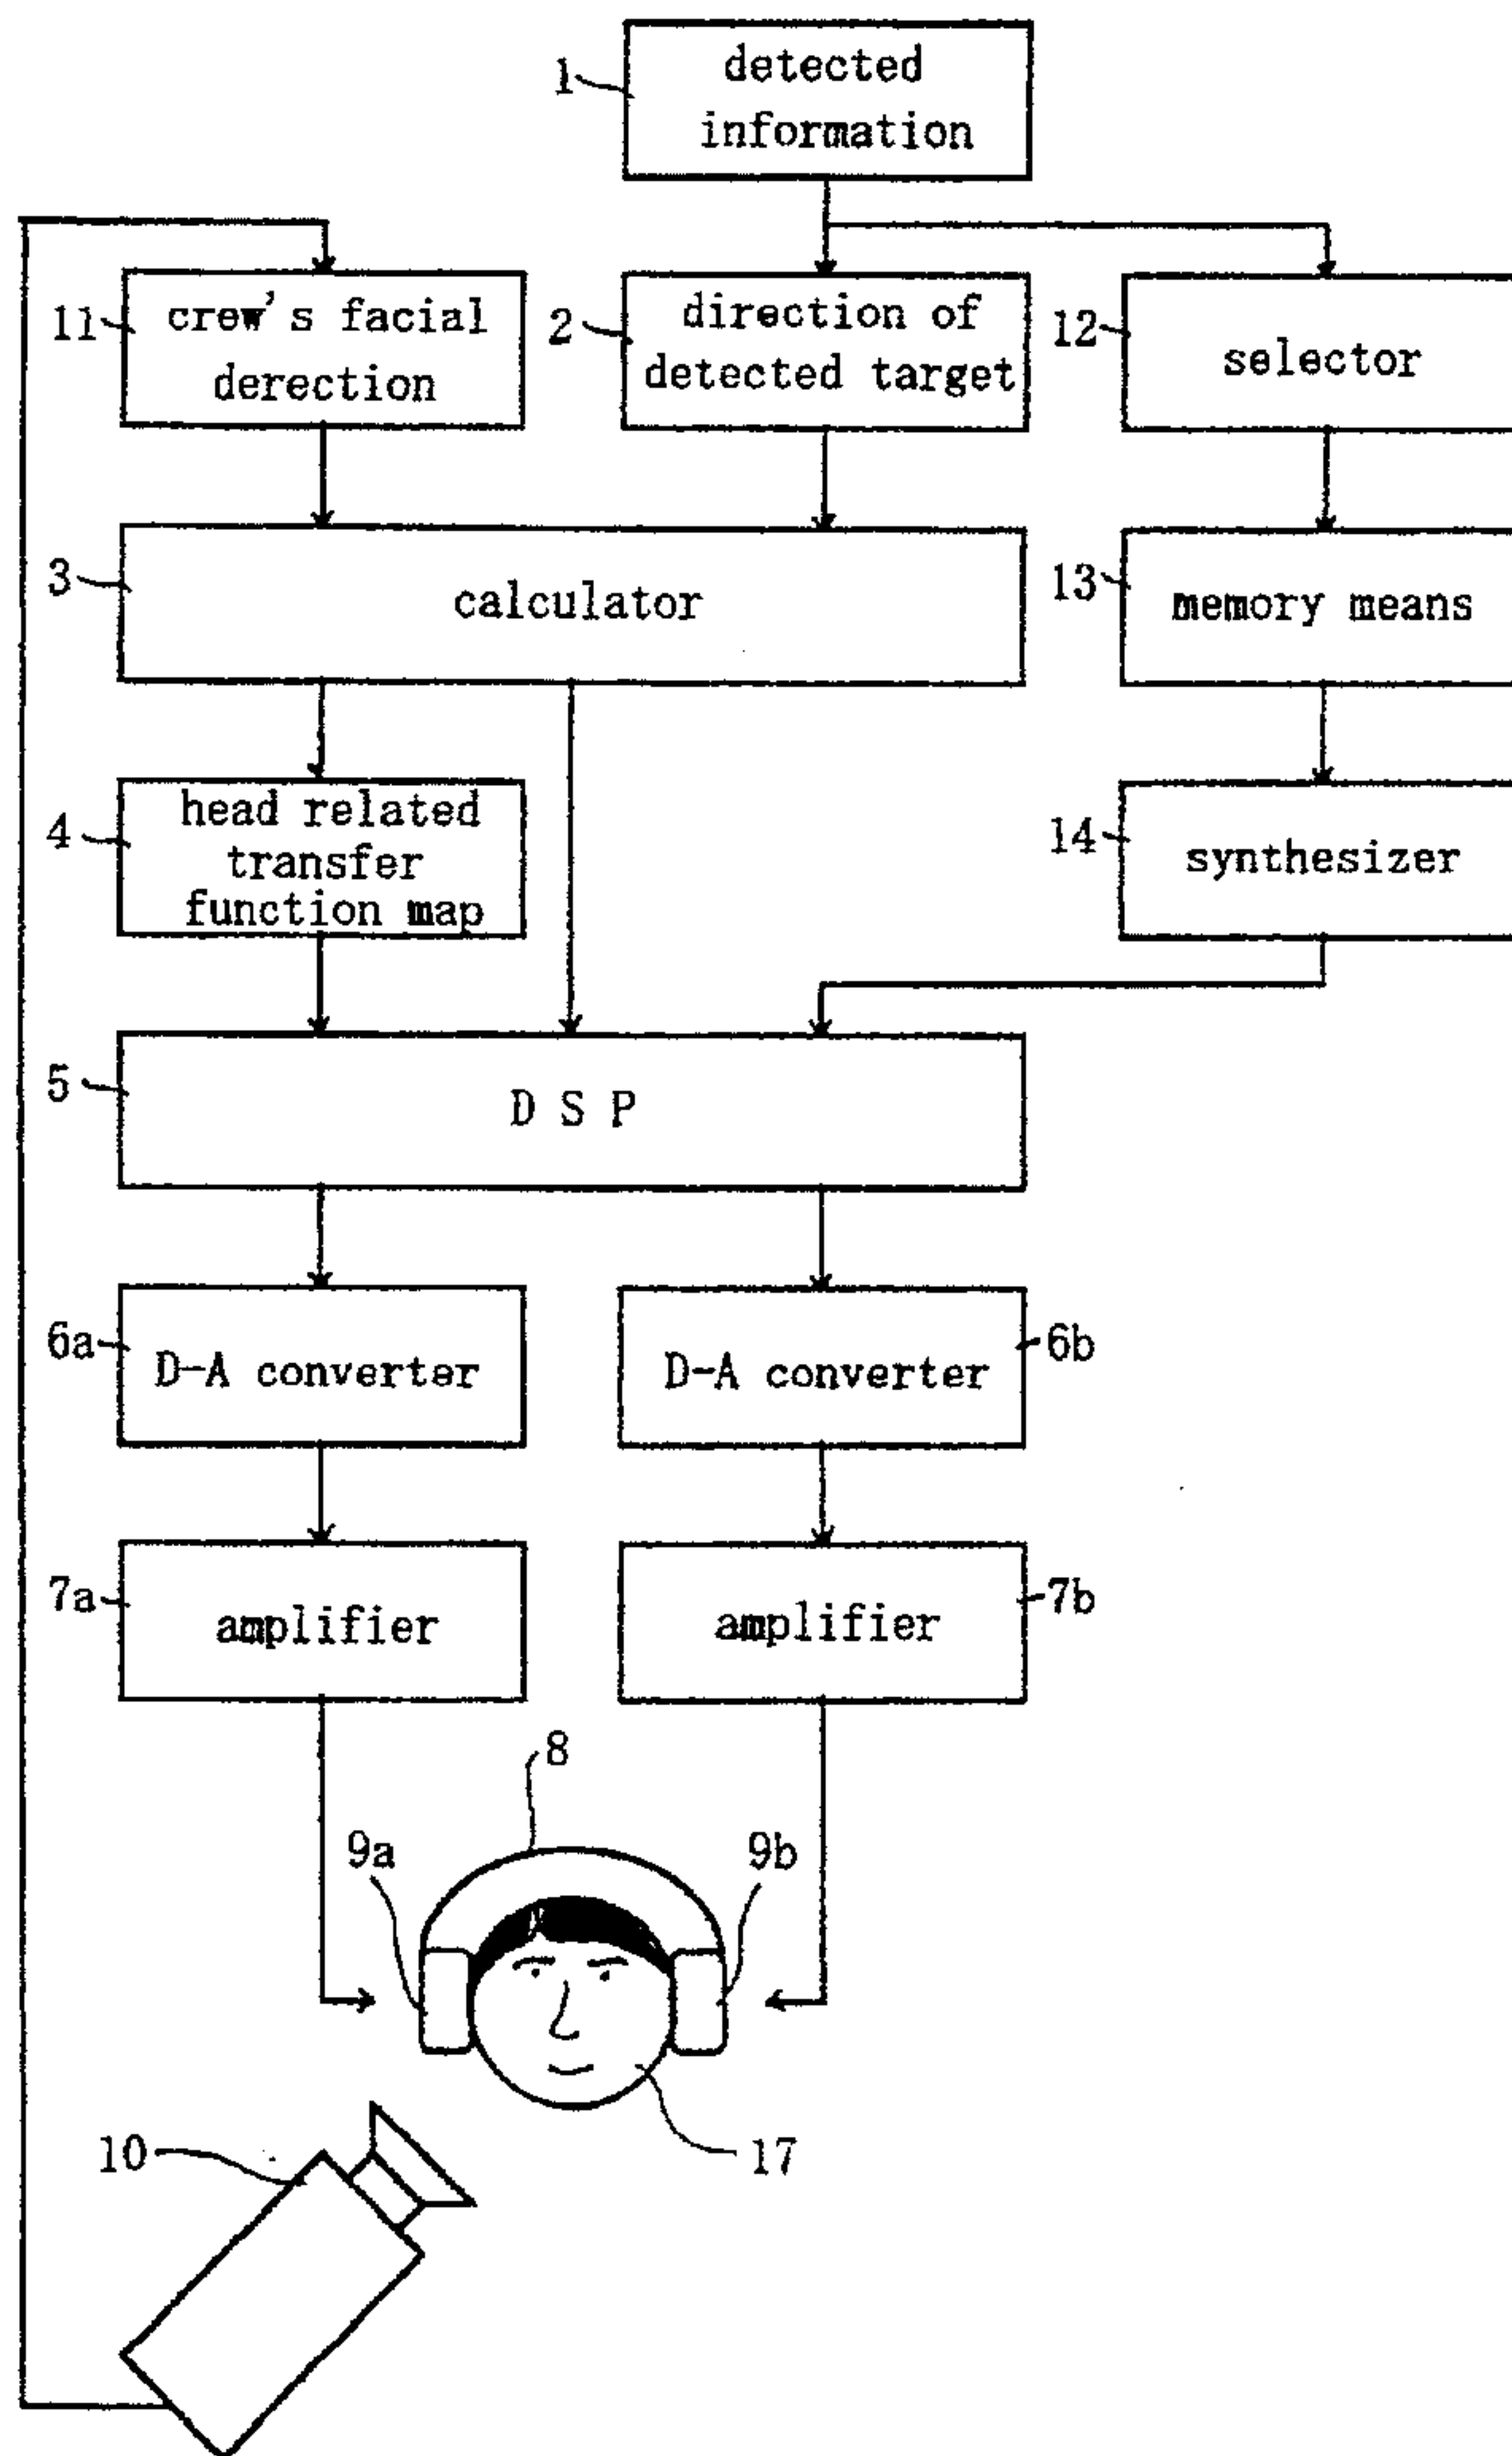 1
detected
information
11
crew's facial
derection
2
direction of
detected target
12
selector
3
calculator
13
memory means
4
head related
transfer
function map
14
synthesizer
5
D S P
6a
D-A converter
D-A converter
6b
7a
amplifier
amplifier
7b
8
9a
9b
10
17